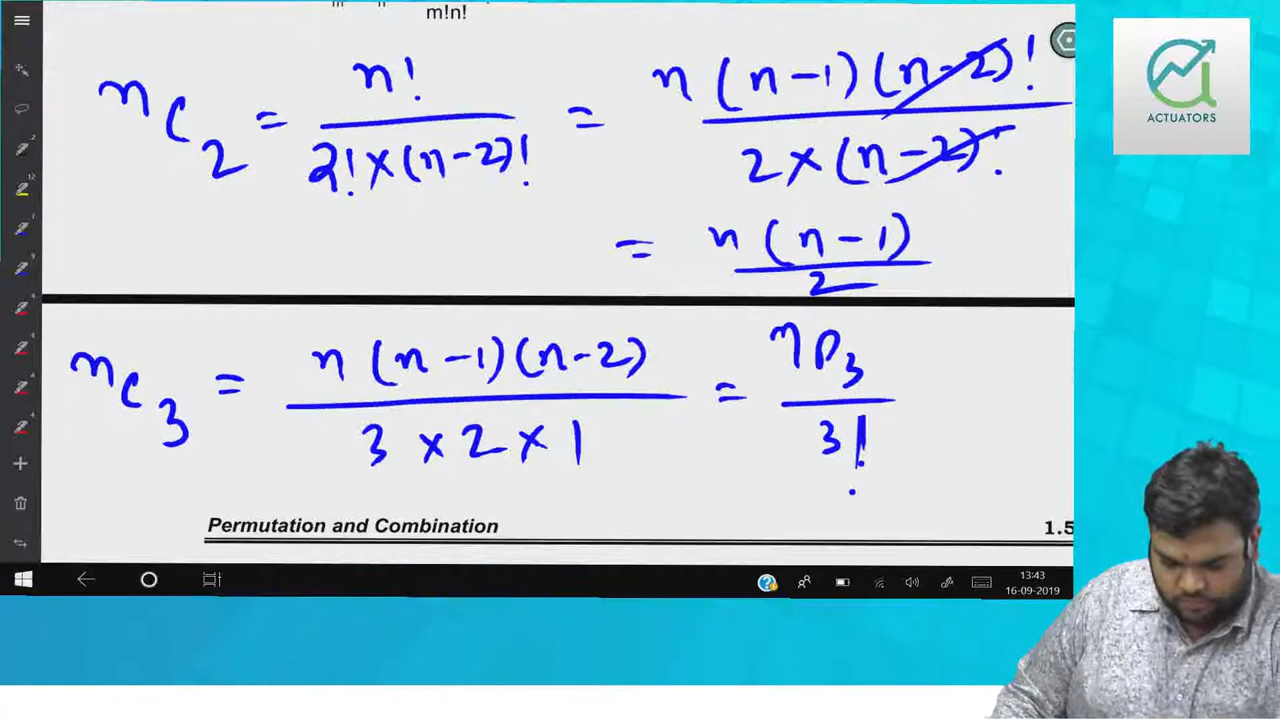 m!n!
ⁿC₂ = n! / 2!×(n-2)! = n(n-1)(n-2)! / 2×(n-2)!
= n(n-1) / 2
ⁿC₃ = n(n-1)(n-2) / 3×2×1 = ⁿP₃ / 3!
Permutation and Combination 1.5
13:43
16-09-2019
ACTUATORS